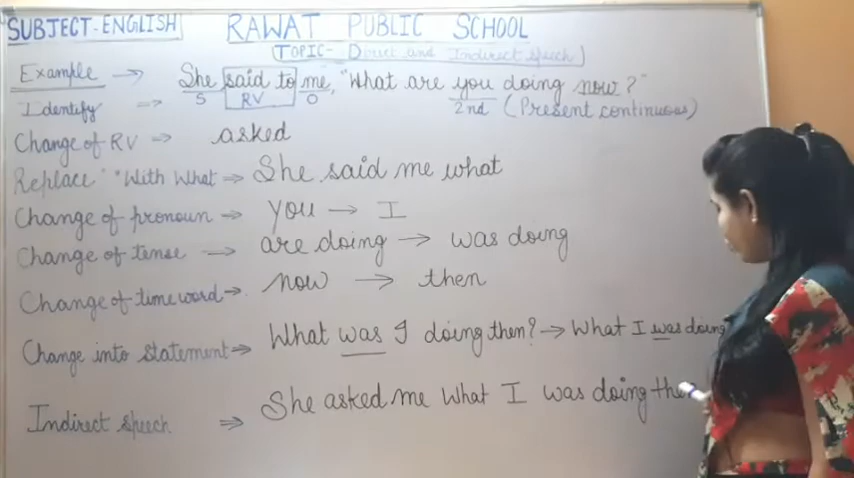 SUBJECT-ENGLISH RAWAT PUBLIC SCHOOL
(TOPIC- Direct and Indirect speech)
Example → She said to me, "What are you doing now?"
S RV O 2nd (Present continuous)
Identify ⇒
Change of RV ⇒ asked
Replace " " With What ⇒ She said me what
Change of pronoun → you → I
Change of tense → are doing → was doing
Change of time word → now → then
Change into statement ⇒ What was I doing then? → What I was doing
Indirect speech ⇒ She asked me What I was doing the